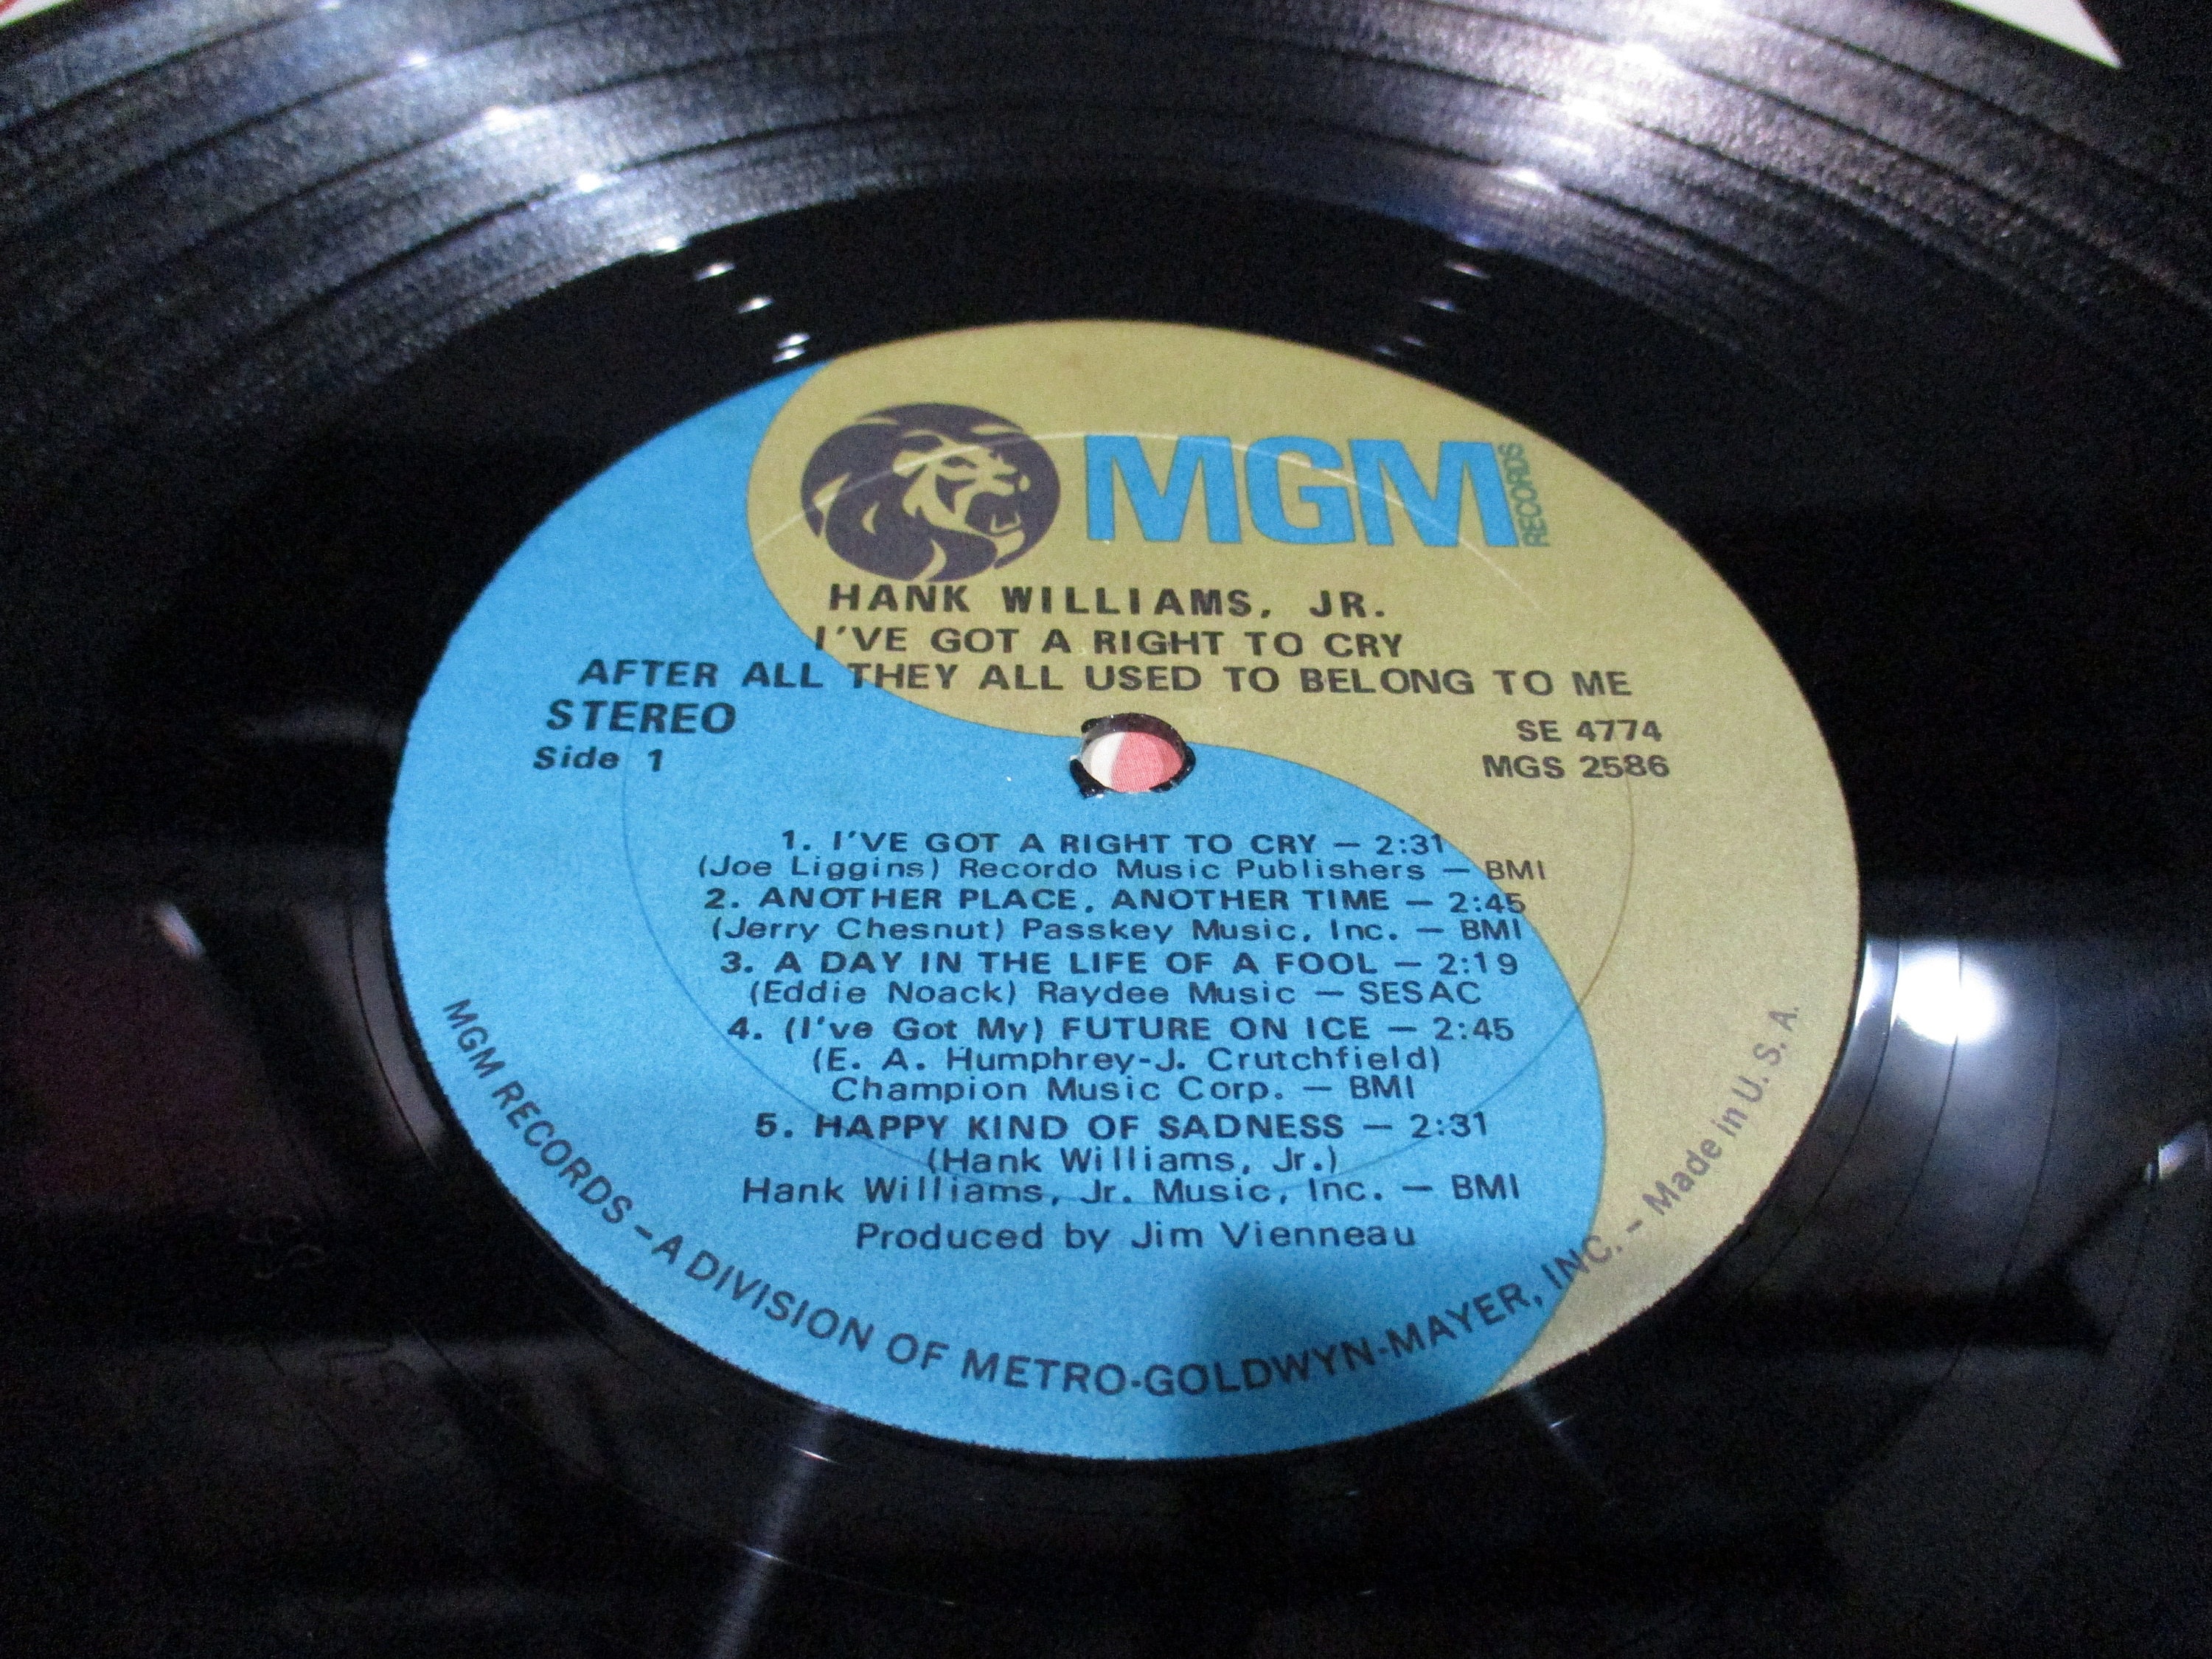 MGM RECORDS
HANK WILLIAMS, JR.
I'VE GOT A RIGHT TO CRY
AFTER ALL THEY ALL USED TO BELONG TO ME
STEREO
Side 1
SE 4774
MGS 2586
1. I'VE GOT A RIGHT TO CRY — 2:31
(Joe Liggins) Recordo Music Publishers — BMI
2. ANOTHER PLACE, ANOTHER TIME — 2:45
(Jerry Chesnut) Passkey Music, Inc. — BMI
3. A DAY IN THE LIFE OF A FOOL — 2:19
(Eddie Noack) Raydee Music — SESAC
4. (I've Got My) FUTURE ON ICE — 2:45
(E. A. Humphrey-J. Crutchfield)
Champion Music Corp. — BMI
5. HAPPY KIND OF SADNESS — 2:31
(Hank Williams, Jr.)
Hank Williams, Jr. Music, Inc. — BMI
Produced by Jim Vienneau
MGM RECORDS – A DIVISION OF METRO-GOLDWYN-MAYER, INC. – Made in U. S. A.